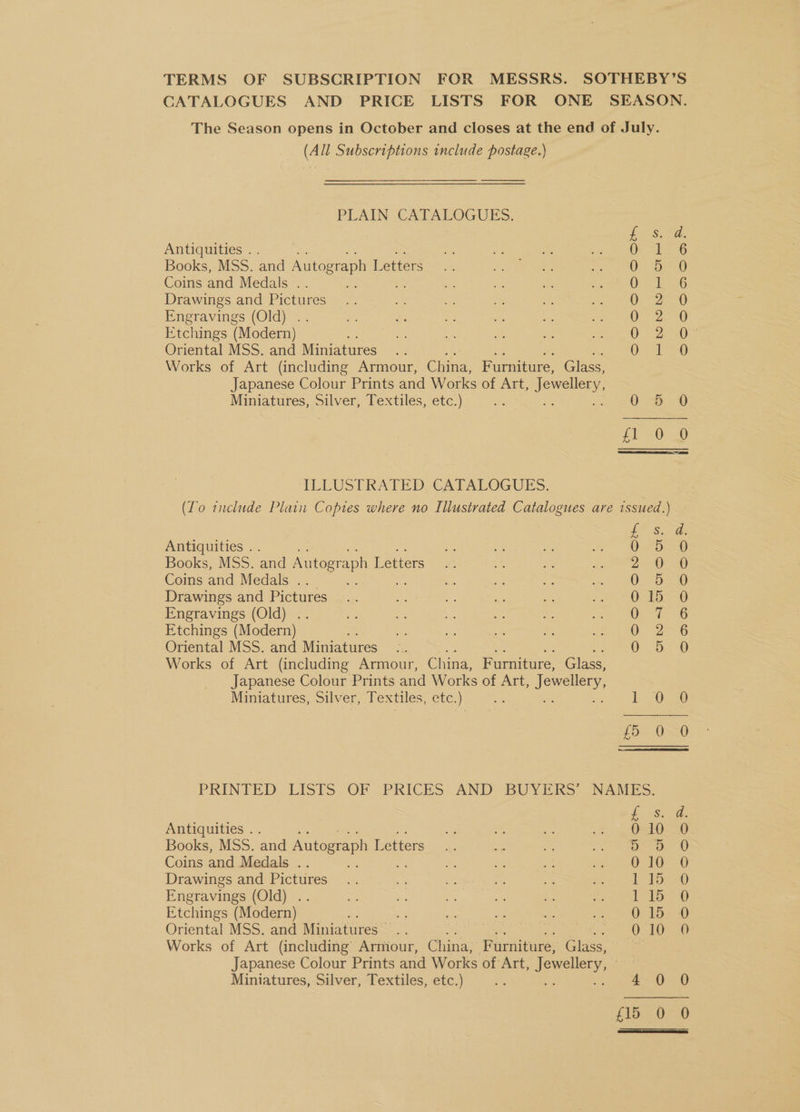 TERMS OF SUBSCRIPTION FOR MESSRS. SOTHEBY'S
CATALOGUES AND PRICE LISTS FOR ONE SEASON.
The Season opens in October and closes at the end of July.
(All Subscriptions include postage.)
PLAIN CATALOGUES.
£ s. d.
Antiquities .. .. .. .. .. .. .. .. 0 1 6
Books, MSS. and Autograph Letters .. .. .. .. 0 5 0
Coins and Medals .. .. .. .. .. .. .. 0 1 6
Drawings and Pictures .. .. .. .. .. .. 0 2 0
Engravings (Old) .. .. .. .. .. .. .. 0 2 0
Etchings (Modern) .. .. .. .. .. .. 0 2 0
Oriental MSS. and Miniatures .. .. .. .. .. 0 1 0
Works of Art (including Armour, China, Furniture, Glass,
Japanese Colour Prints and Works of Art, Jewellery,
Miniatures, Silver, Textiles, etc.) .. .. .. 0 5 0
£1 0 0
ILLUSTRATED CATALOGUES.
(To include Plain Copies where no Illustrated Catalogues are issued.)
£ s. d.
Antiquities .. .. .. .. .. .. .. .. 0 5 0
Books, MSS. and Autograph Letters .. .. .. .. 2 0 0
Coins and Medals .. .. .. .. .. .. .. 0 5 0
Drawings and Pictures .. .. .. .. .. .. 0 15 0
Engravings (Old) .. .. .. .. .. .. .. 0 7 6
Etchings (Modern) .. .. .. .. .. .. 0 2 6
Oriental MSS. and Miniatures .. .. .. .. .. 0 5 0
Works of Art (including Armour, China, Furniture, Glass,
Japanese Colour Prints and Works of Art, Jewellery,
Miniatures, Silver, Textiles, etc.) .. .. .. 1 0 0
£5 0 0
PRINTED LISTS OF PRICES AND BUYERS' NAMES.
£ s. d.
Antiquities .. .. .. .. .. .. .. .. 0 10 0
Books, MSS. and Autograph Letters .. .. .. .. 5 5 0
Coins and Medals .. .. .. .. .. .. .. 0 10 0
Drawings and Pictures .. .. .. .. .. .. 1 15 0
Engravings (Old) .. .. .. .. .. .. .. 1 15 0
Etchings (Modern) .. .. .. .. .. .. 0 15 0
Oriental MSS. and Miniatures .. .. .. .. .. 0 10 0
Works of Art (including Armour, China, Furniture, Glass,
Japanese Colour Prints and Works of Art, Jewellery,
Miniatures, Silver, Textiles, etc.) .. .. .. 4 0 0
£15 0 0